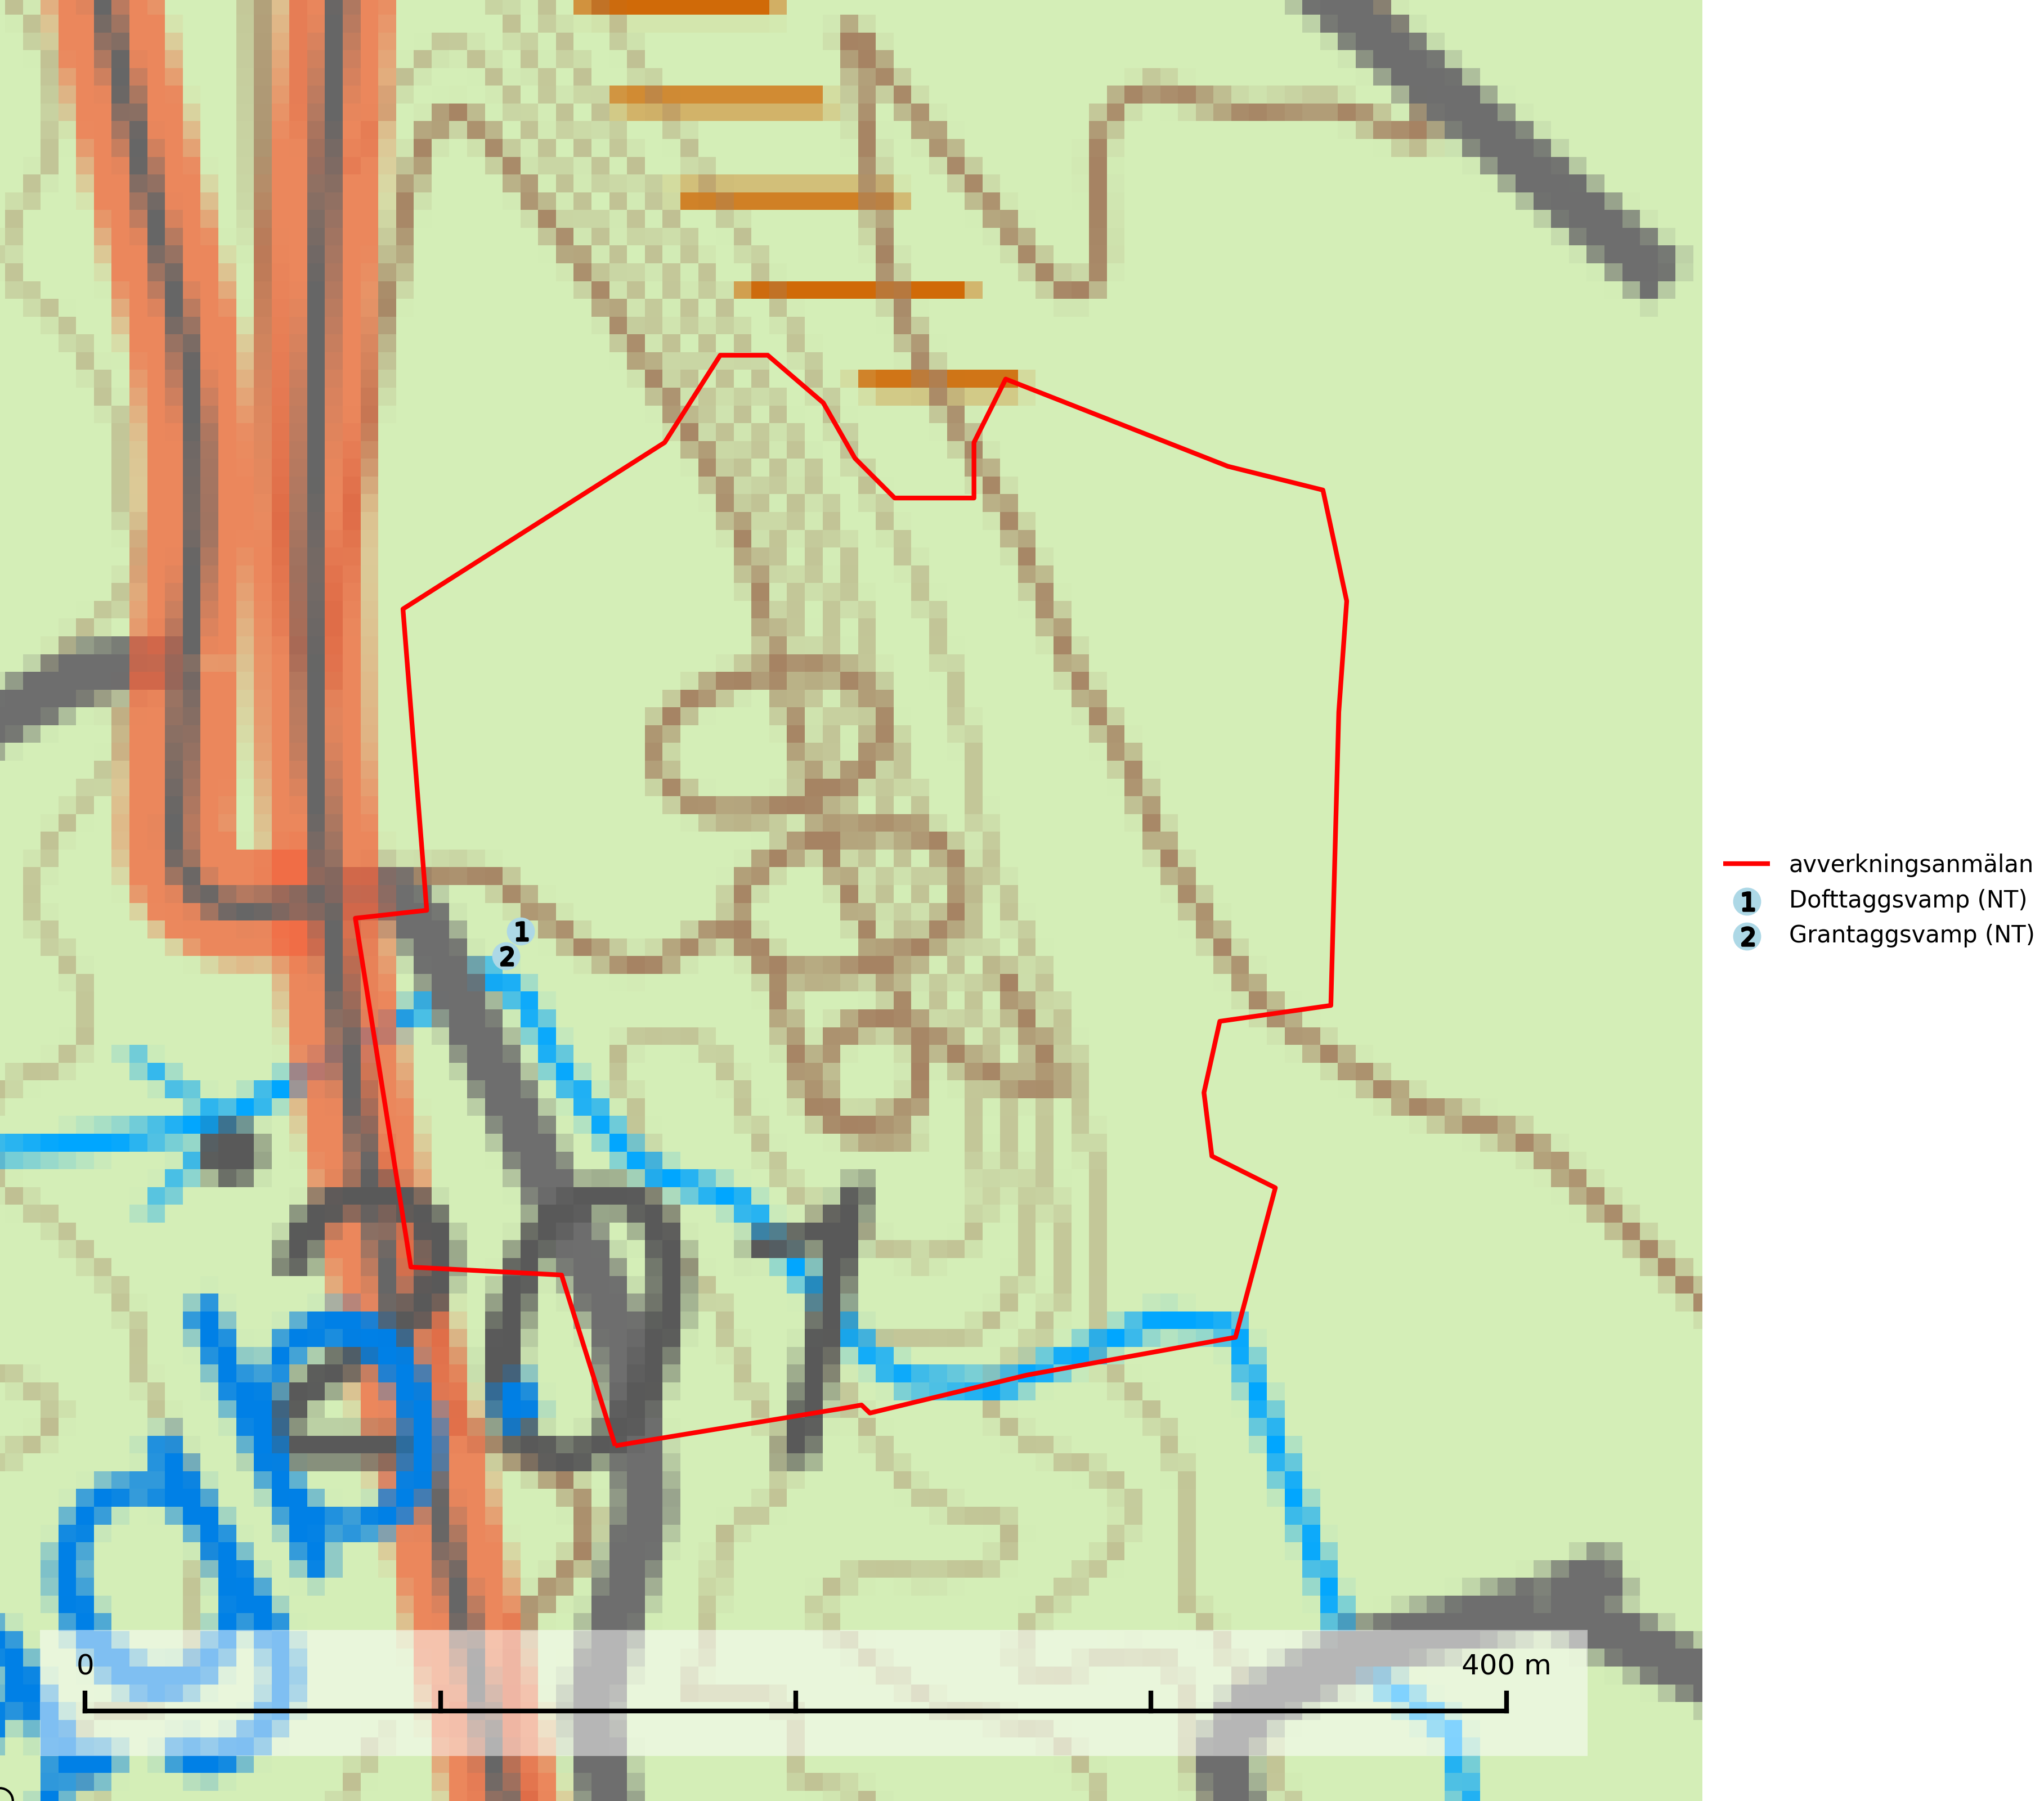 1
2
avverkningsanmälan
1 Dofttaggsvamp (NT)
2 Grantaggsvamp (NT)
0 400 m